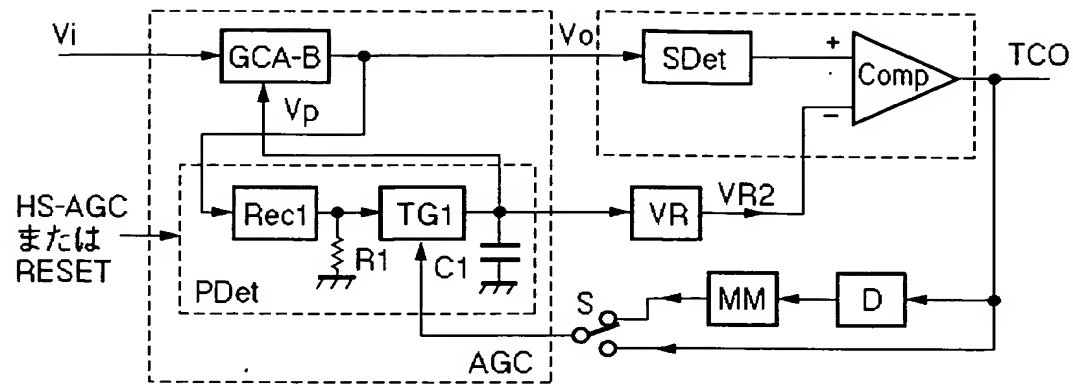 Vi
GCA-B
Vo
SDet
+
Comp
−
TCO
Vp
HS-AGC
または
RESET
Rec1
TG1
R1
C1
PDet
VR
VR2
S
MM
D
AGC